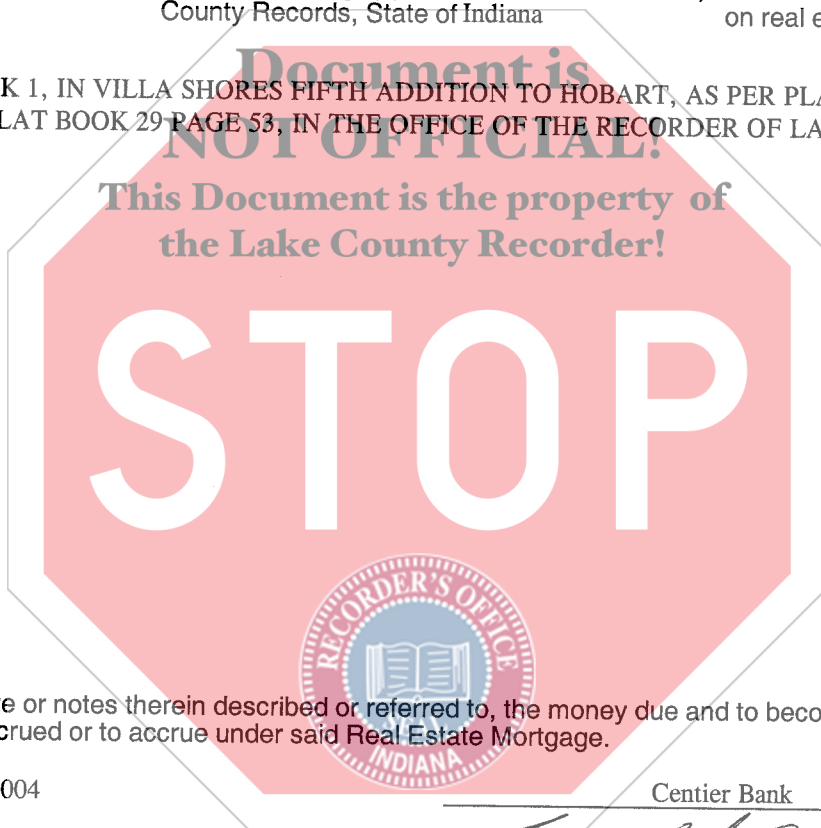 County Records, State of Indiana
on real e
Document is
K 1, IN VILLA SHORES FIFTH ADDITION TO HOBART, AS PER PLA
LAT BOOK 29 PAGE 53, IN THE OFFICE OF THE RECORDER OF LA
NOT OFFICIAL!
This Document is the property of
the Lake County Recorder!
STOP
RECORDER'S OFFICE
e or notes therein described or referred to, the money due and to beco
SEAL
crued or to accrue under said Real Estate Mortgage.
INDIANA
004
Centier Bank